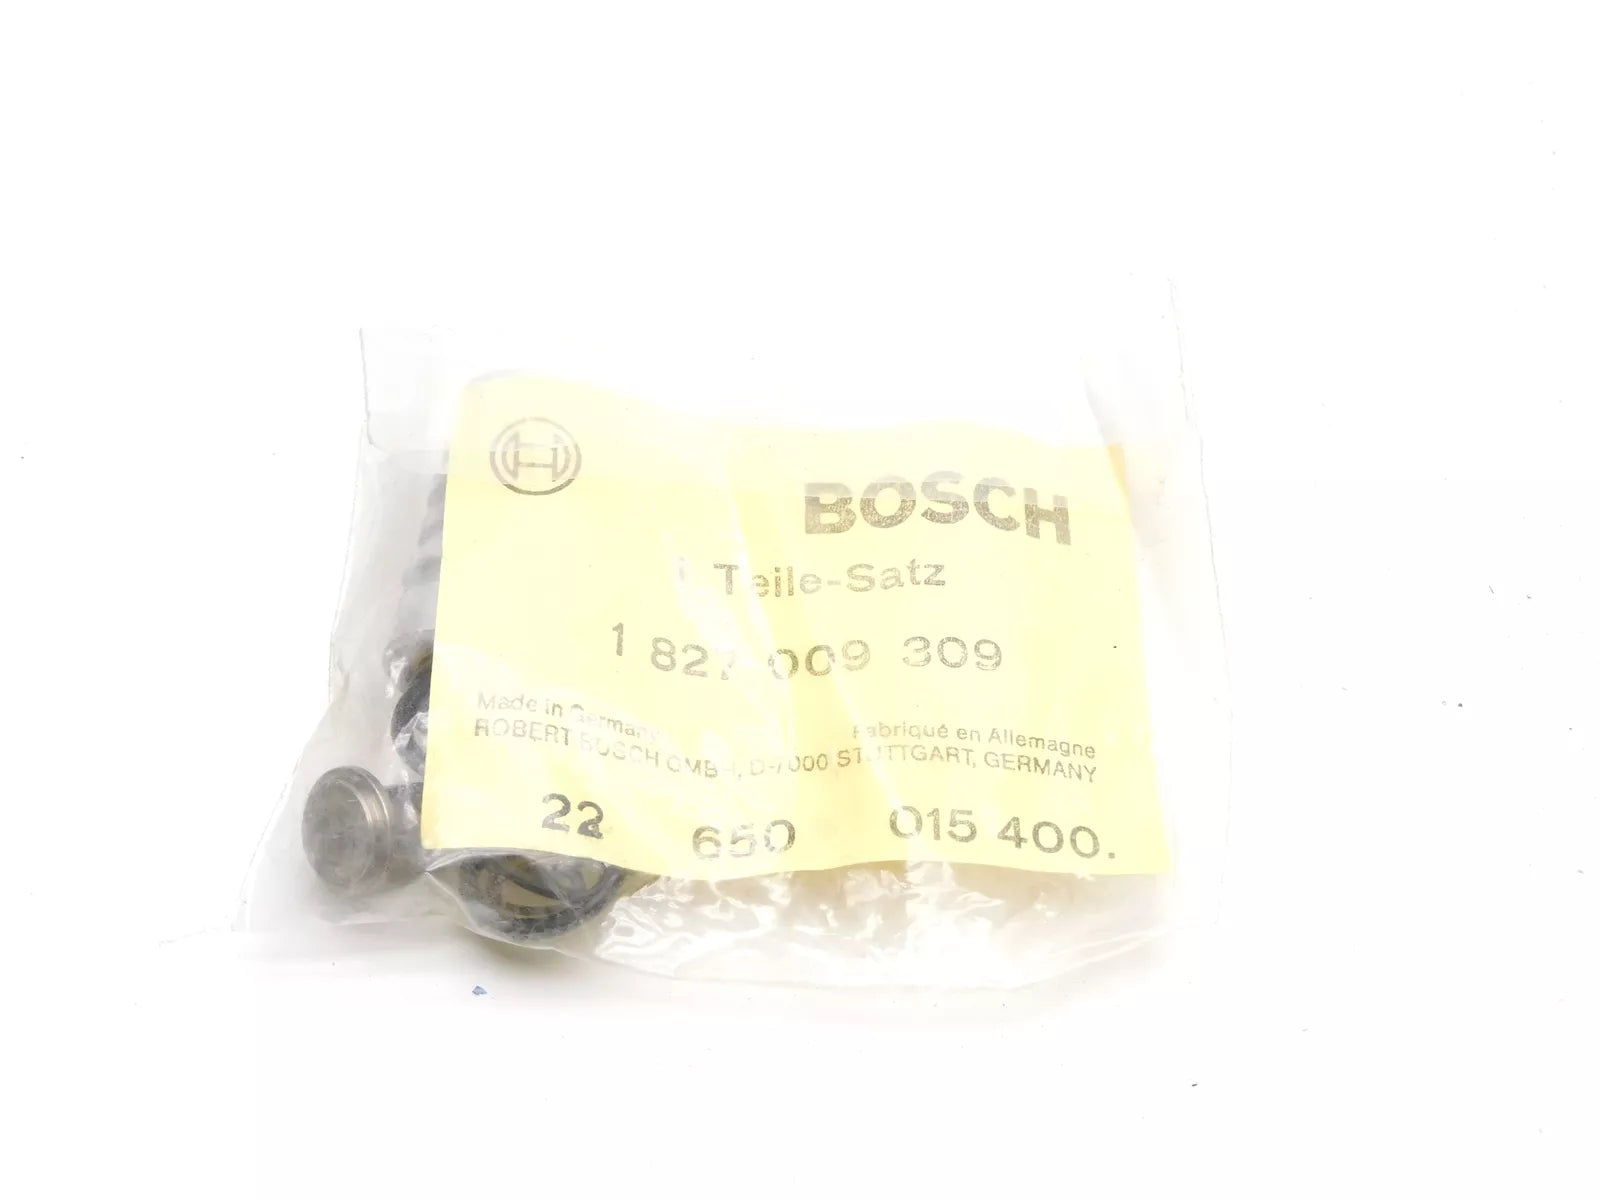 BOSCH
1 Teile-Satz
1 827 009 309
Made in Germany Fabriqué en Allemagne
ROBERT BOSCH GMBH, D-7000 STUTTGART, GERMANY
22 650 015 400.